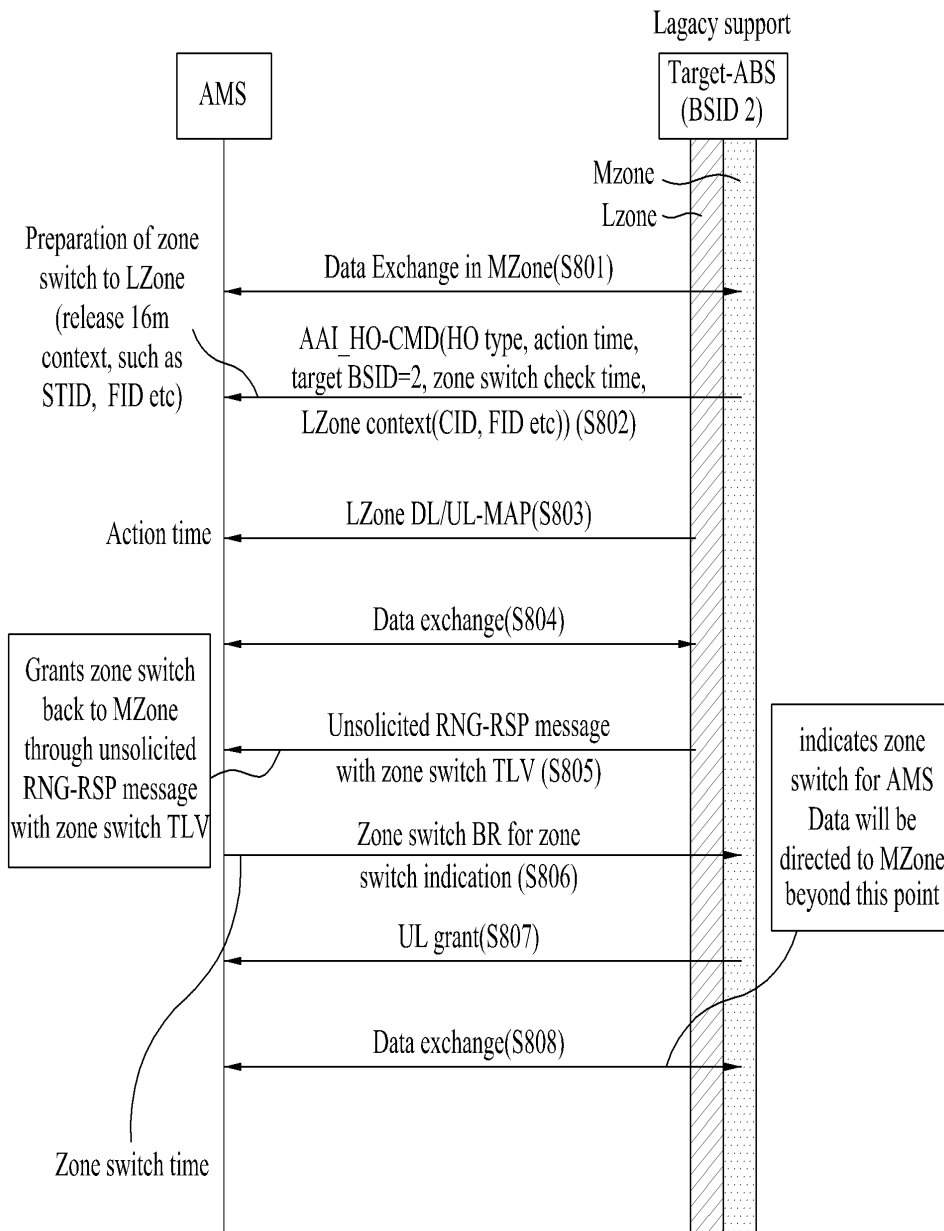 Lagacy support
AMS
Target-ABS
(BSID 2)
Mzone
Lzone
Preparation of zone
switch to LZone
(release 16m
context, such as
STID, FID etc)
Data Exchange in MZone(S801)
AAI_HO-CMD(HO type, action time,
target BSID=2, zone switch check time,
LZone context(CID, FID etc)) (S802)
Action time
LZone DL/UL-MAP(S803)
Data exchange(S804)
Grants zone switch
back to MZone
through unsolicited
RNG-RSP message
with zone switch TLV
Unsolicited RNG-RSP message
with zone switch TLV (S805)
indicates zone
switch for AMS
Data will be
directed to MZone
beyond this point
Zone switch BR for zone
switch indication (S806)
UL grant(S807)
Data exchange(S808)
Zone switch time